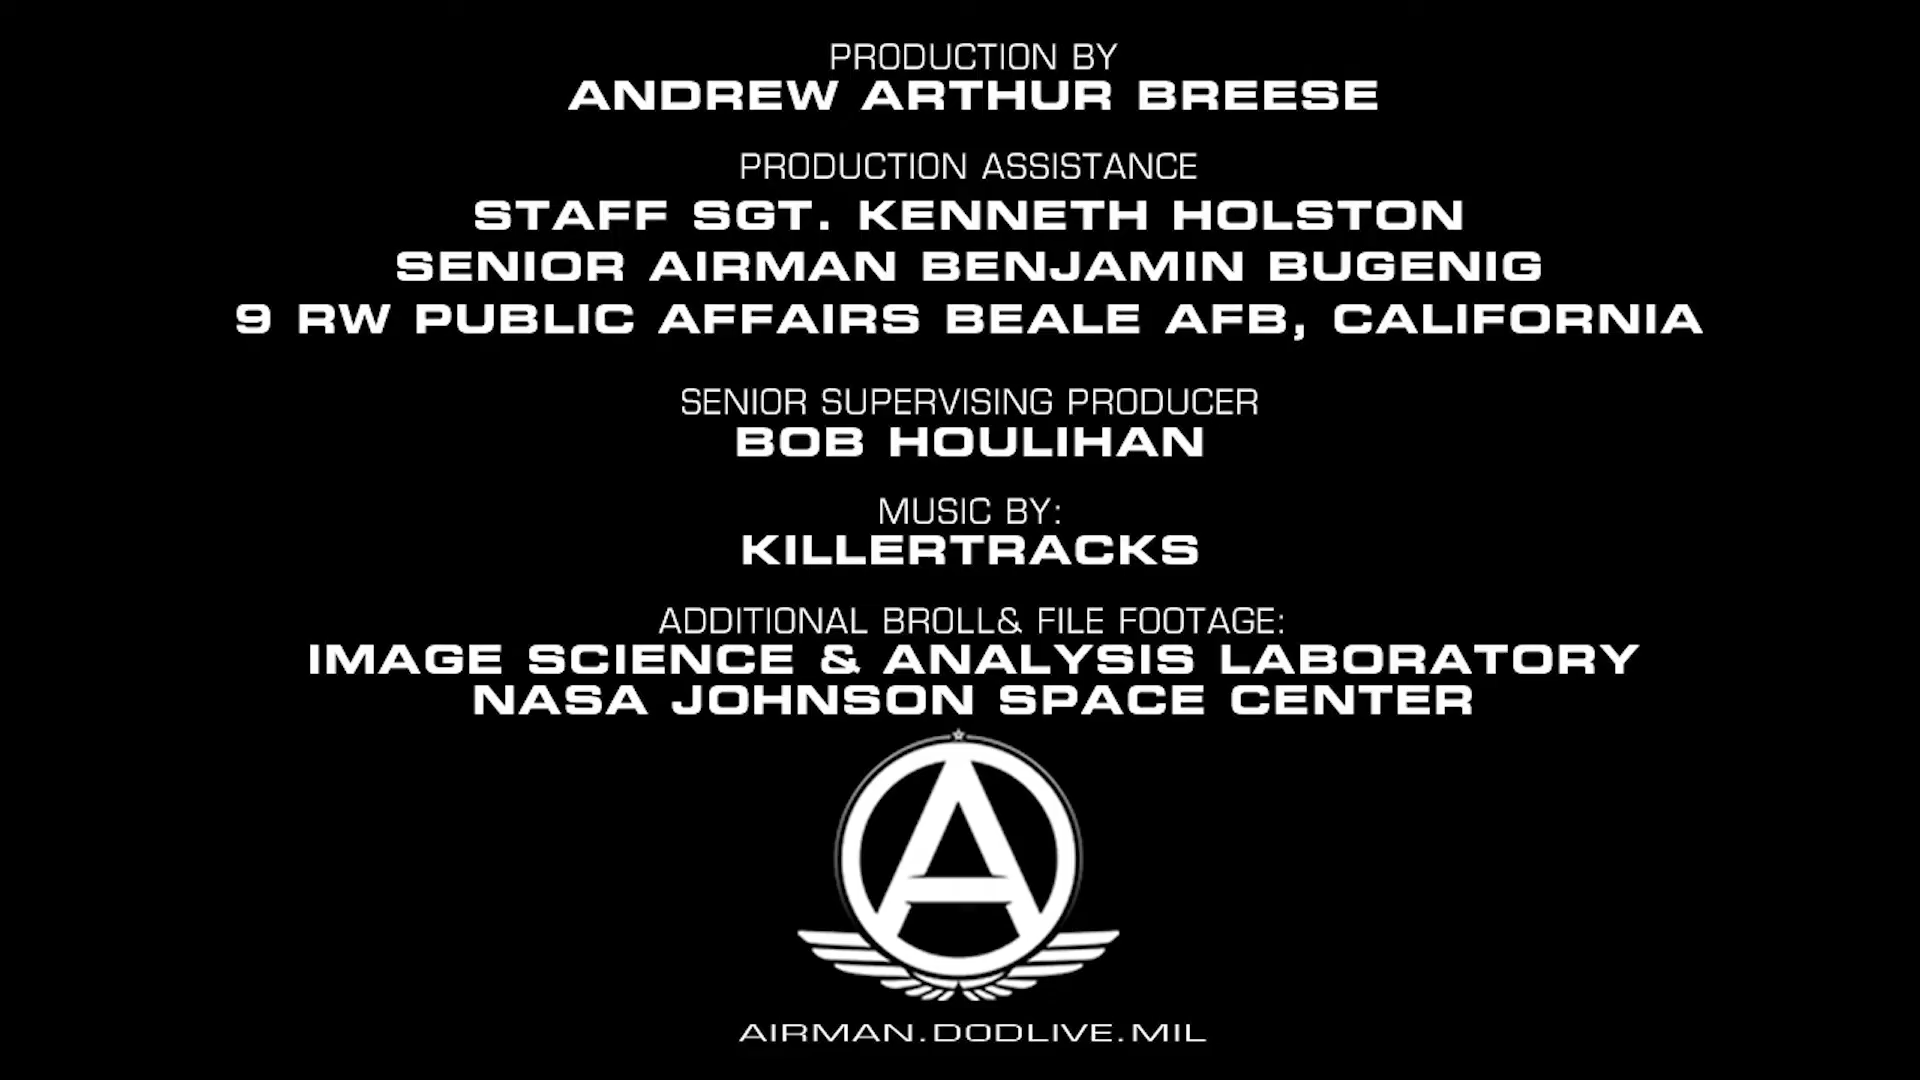 PRODUCTION BY
ANDREW ARTHUR BREESE
PRODUCTION ASSISTANCE
STAFF SGT. KENNETH HOLSTON
SENIOR AIRMAN BENJAMIN BUGENIG
9 RW PUBLIC AFFAIRS BEALE AFB, CALIFORNIA
SENIOR SUPERVISING PRODUCER
BOB HOULIHAN
MUSIC BY:
KILLERTRACKS
ADDITIONAL BROLL& FILE FOOTAGE:
IMAGE SCIENCE & ANALYSIS LABORATORY
NASA JOHNSON SPACE CENTER
A
AIRMAN.DODLIVE.MIL